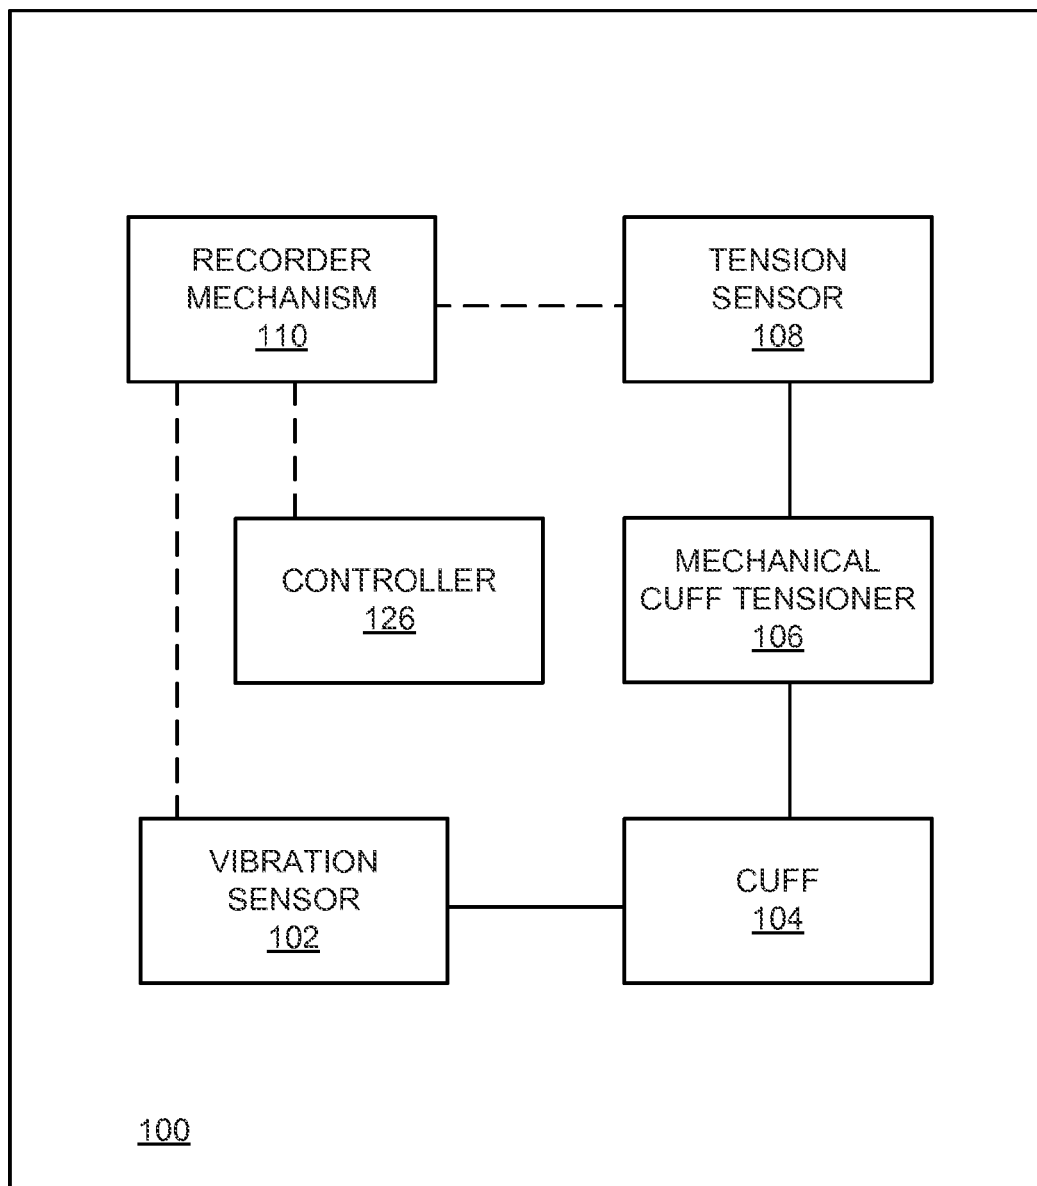 RECORDER
MECHANISM
110
TENSION
SENSOR
108
CONTROLLER
126
MECHANICAL
CUFF TENSIONER
106
VIBRATION
SENSOR
102
CUFF
104
100